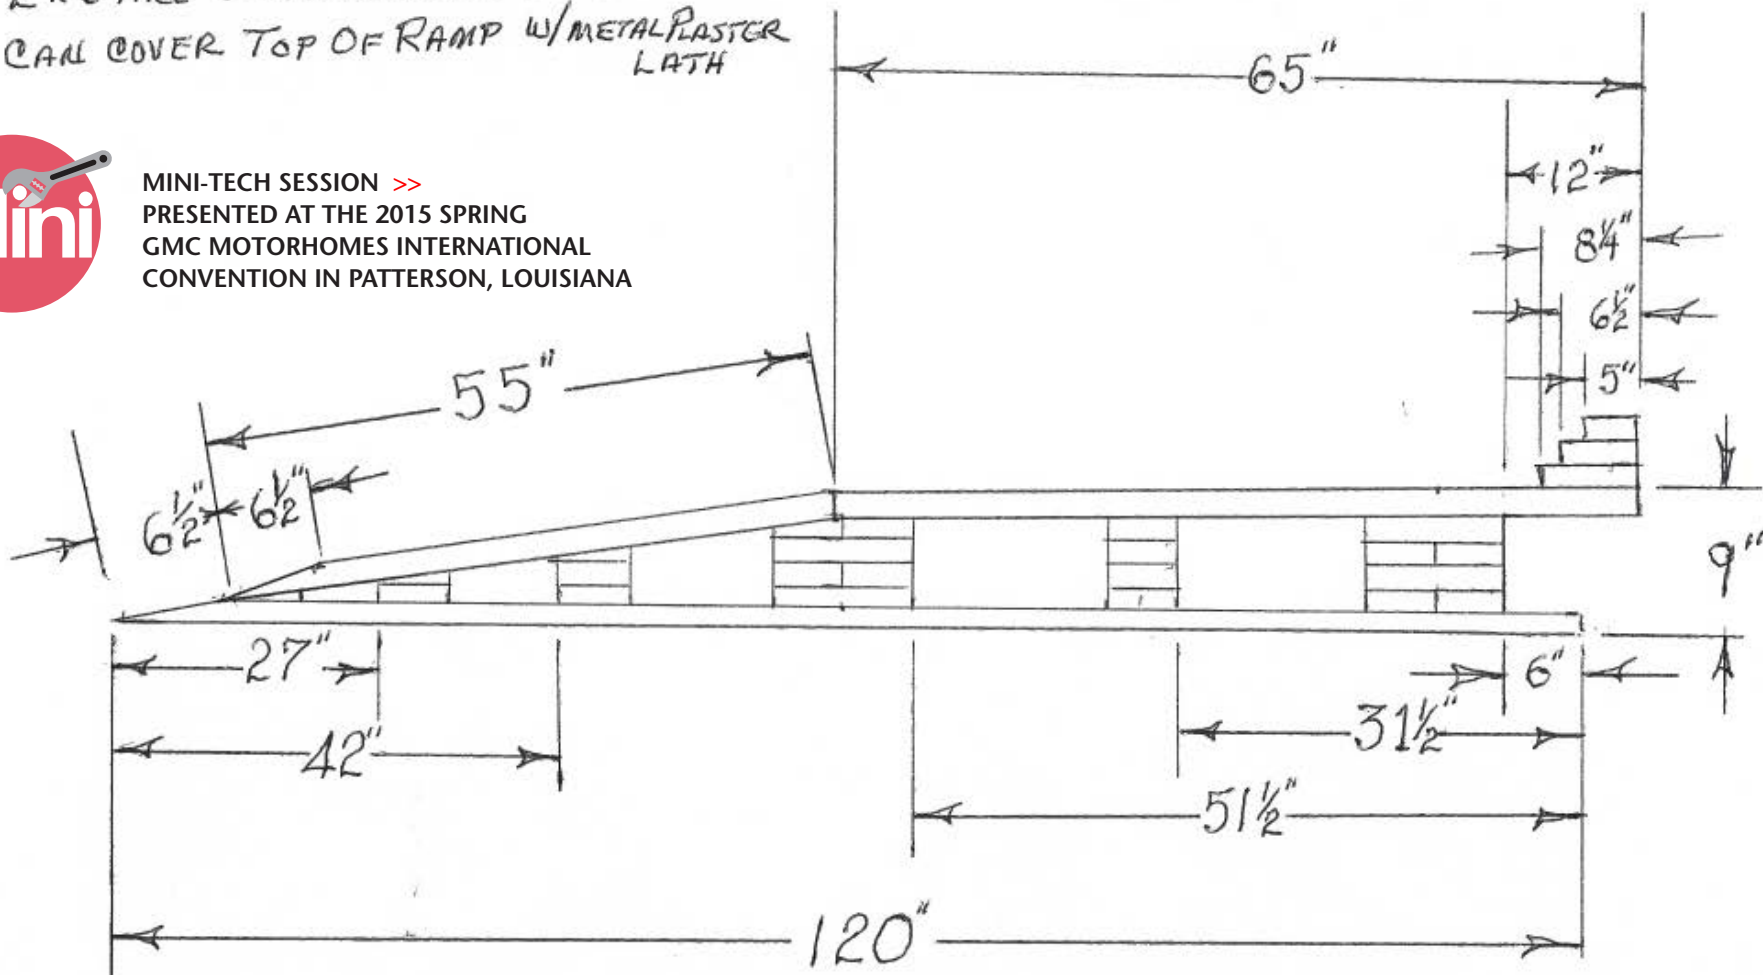 CAN COVER TOP OF RAMP W/METAL PLASTER
LATH
65"
12"
8¼"
6½"
5"
ini
MINI-TECH SESSION >>
PRESENTED AT THE 2015 SPRING
GMC MOTORHOMES INTERNATIONAL
CONVENTION IN PATTERSON, LOUISIANA
55"
6½"
6½"
9"
27"
6"
42"
31½"
51½"
120"